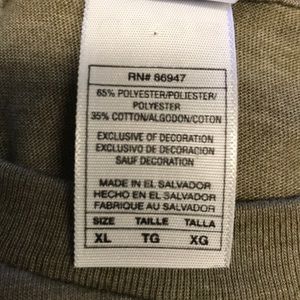 RN# 86947
65% POLYESTER/POLIESTER/
POLYESTER
35% COTTON/ALGODON/COTON
EXCLUSIVE OF DECORATION
EXCLUSIVO DE DECORACION
SAUF DECORATION
MADE IN EL SALVADOR
HECHO EN EL SALVADOR
FABRIQUE AU SALVADOR
SIZE TAILLE TALLA
XL TG XG